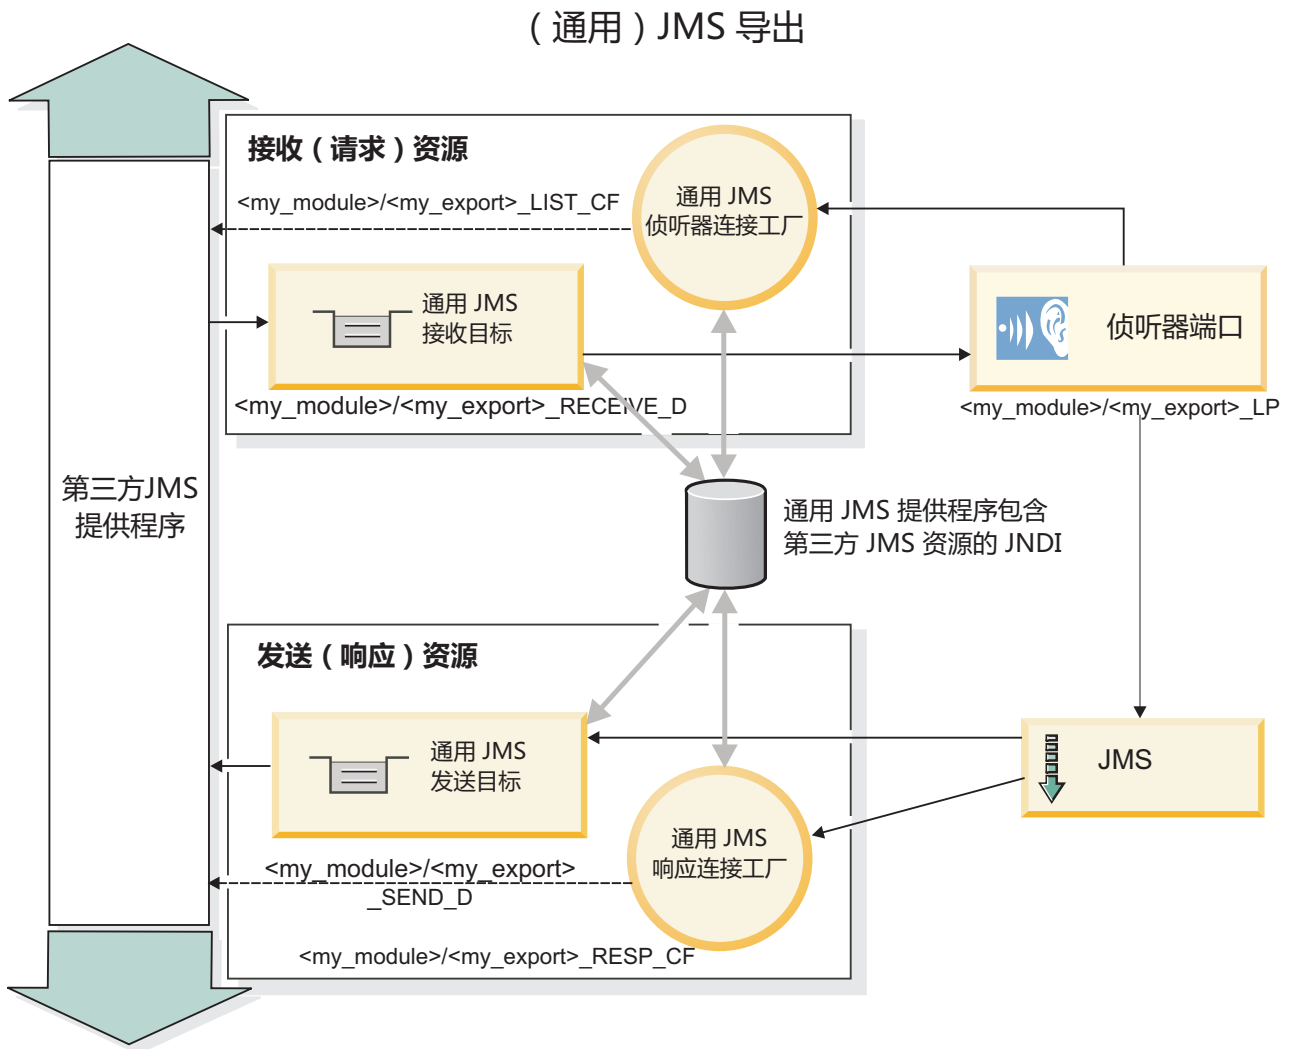 （通用）JMS 导出
接收（请求）资源
<my_module>/<my_export>_LIST_CF
通用 JMS
侦听器连接工厂
通用 JMS
接收目标
<my_module>/<my_export>_RECEIVE_D
侦听器端口
<my_module>/<my_export>_LP
第三方JMS
提供程序
通用 JMS 提供程序包含
第三方 JMS 资源的 JNDI
发送（响应）资源
通用 JMS
发送目标
JMS
通用 JMS
响应连接工厂
<my_module>/<my_export>
_SEND_D
<my_module>/<my_export>_RESP_CF